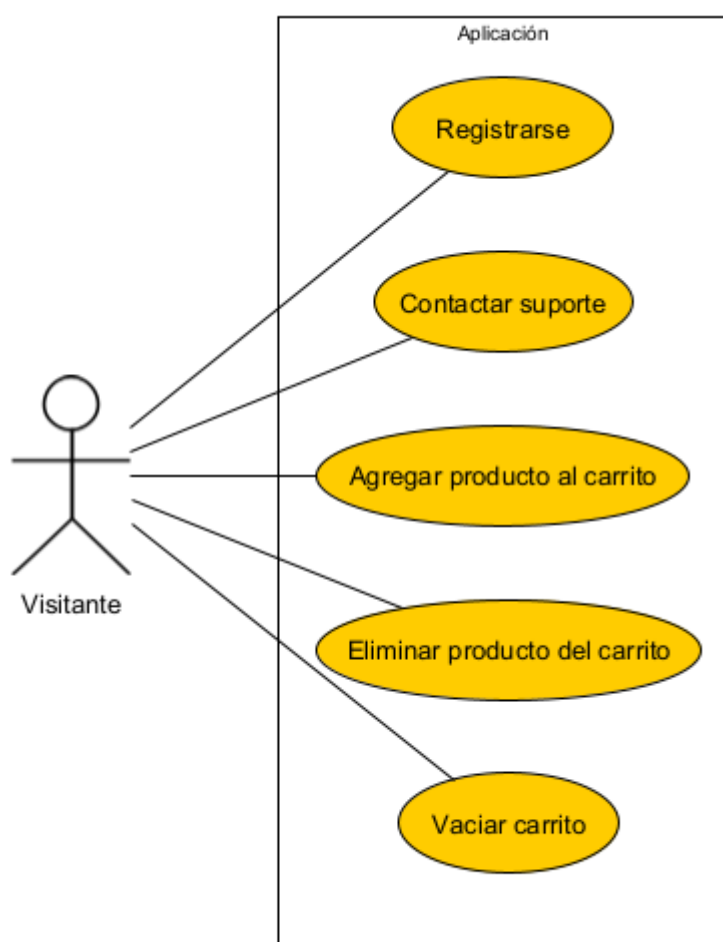 Aplicación
Registrarse
Contactar suporte
Agregar producto al carrito
Visitante
Eliminar producto del carrito
Vaciar carrito